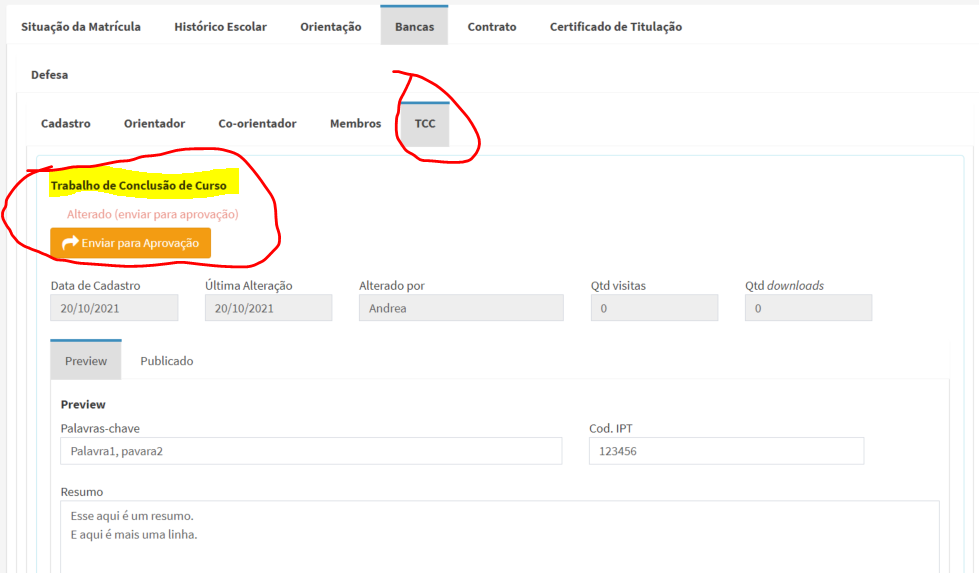 Situação da Matrícula Histórico Escolar Orientação Bancas Contrato Certificado de Titulação
Defesa
Cadastro Orientador Co-orientador Membros TCC
Trabalho de Conclusão de Curso
Alterado (enviar para aprovação)
Enviar para Aprovação
Data de Cadastro Última Alteração Alterado por Qtd visitas Qtd downloads
20/10/2021 20/10/2021 Andrea 0 0
Preview Publicado
Preview
Palavras-chave Cod. IPT
Palavra1, pavara2 123456
Resumo
Esse aqui é um resumo.
E aqui é mais uma linha.